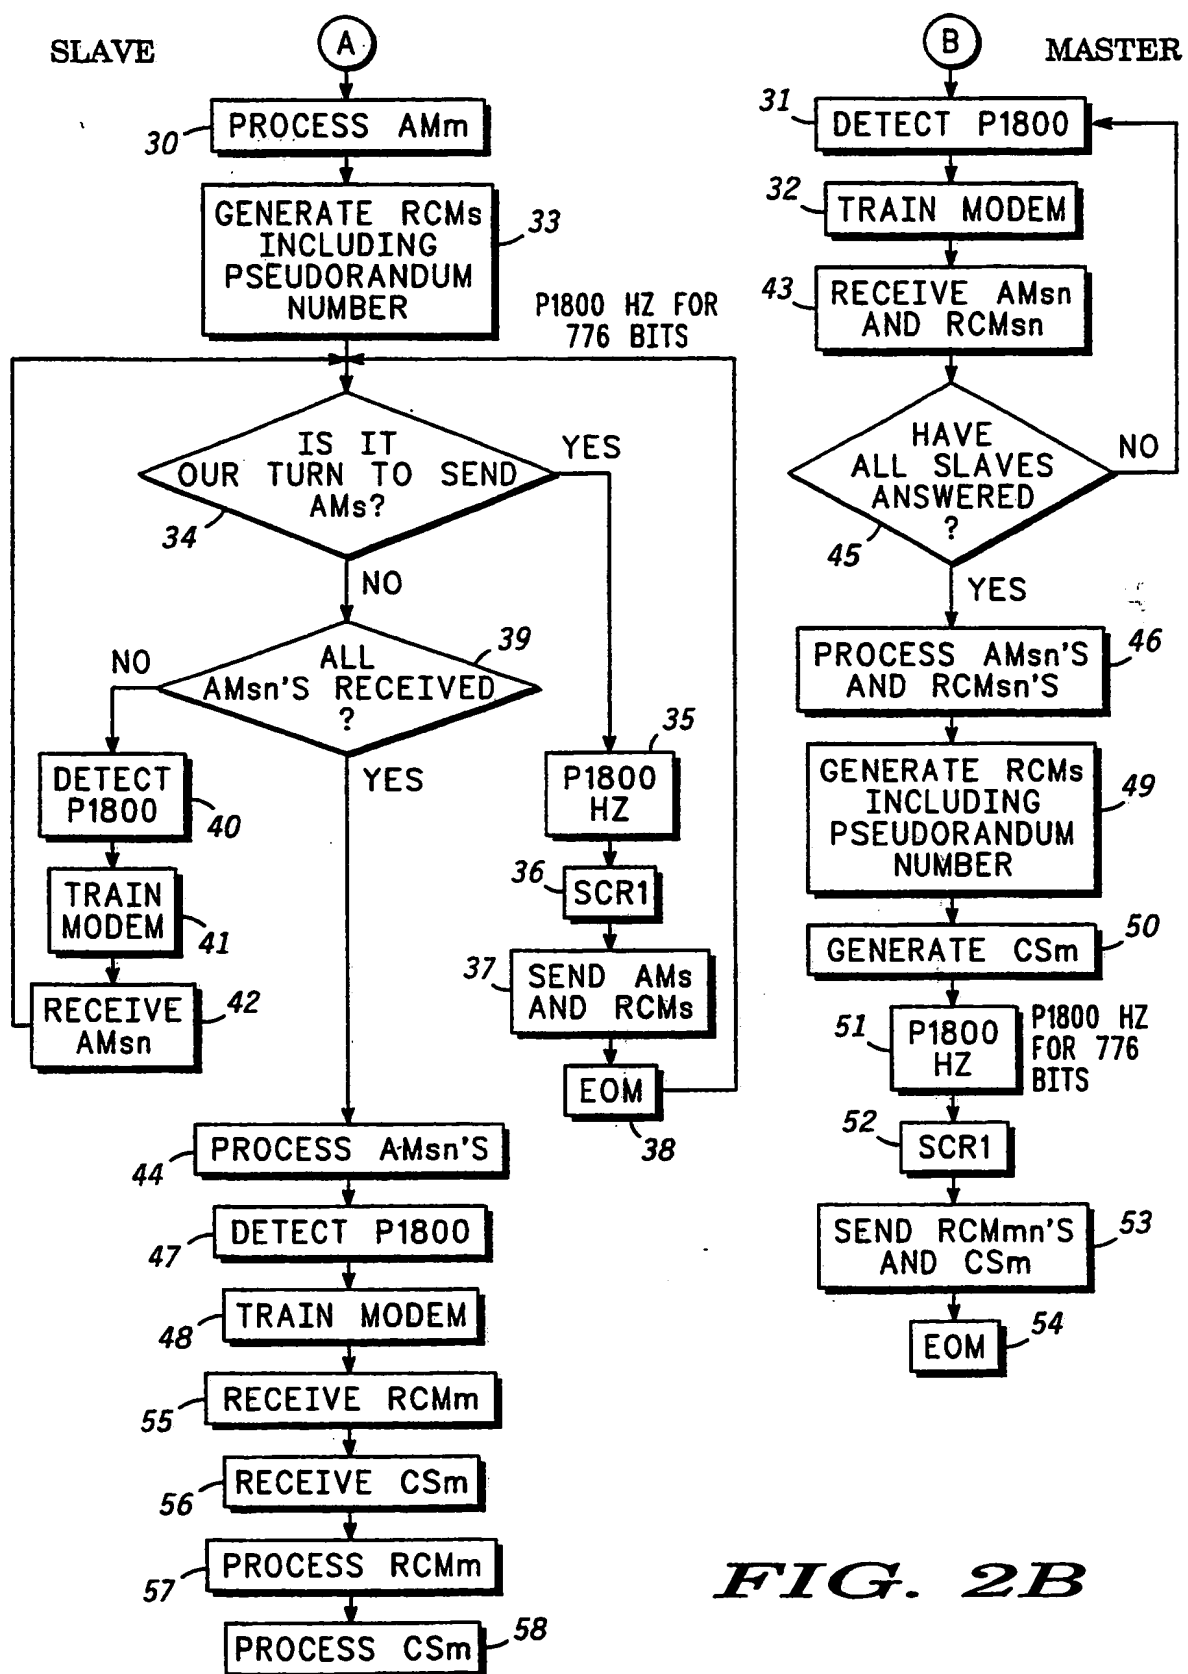 SLAVE
A
30
PROCESS AMm
GENERATE RCMs
INCLUDING
PSEUDORANDUM
NUMBER
33
P1800 HZ FOR
776 BITS
IS IT
OUR TURN TO SEND
AMs?
34
YES
NO
ALL
AMsn'S RECEIVED
?
39
NO
YES
DETECT
P1800
40
TRAIN
MODEM
41
RECEIVE
AMsn
42
35
P1800
HZ
36
SCR1
37
SEND AMs
AND RCMs
EOM
38
PROCESS AMsn'S
44
DETECT P1800
47
TRAIN MODEM
48
RECEIVE RCMm
55
RECEIVE CSm
56
PROCESS RCMm
57
PROCESS CSm
58
B
MASTER
31
DETECT P1800
32
TRAIN MODEM
43
RECEIVE AMsn
AND RCMsn
HAVE
ALL SLAVES
ANSWERED
?
45
NO
YES
PROCESS AMsn'S
AND RCMsn'S
46
GENERATE RCMs
INCLUDING
PSEUDORANDUM
NUMBER
49
GENERATE CSm
50
51
P1800
HZ
P1800 HZ
FOR 776
BITS
52
SCR1
SEND RCMmn'S
AND CSm
53
EOM
54
FIG. 2B